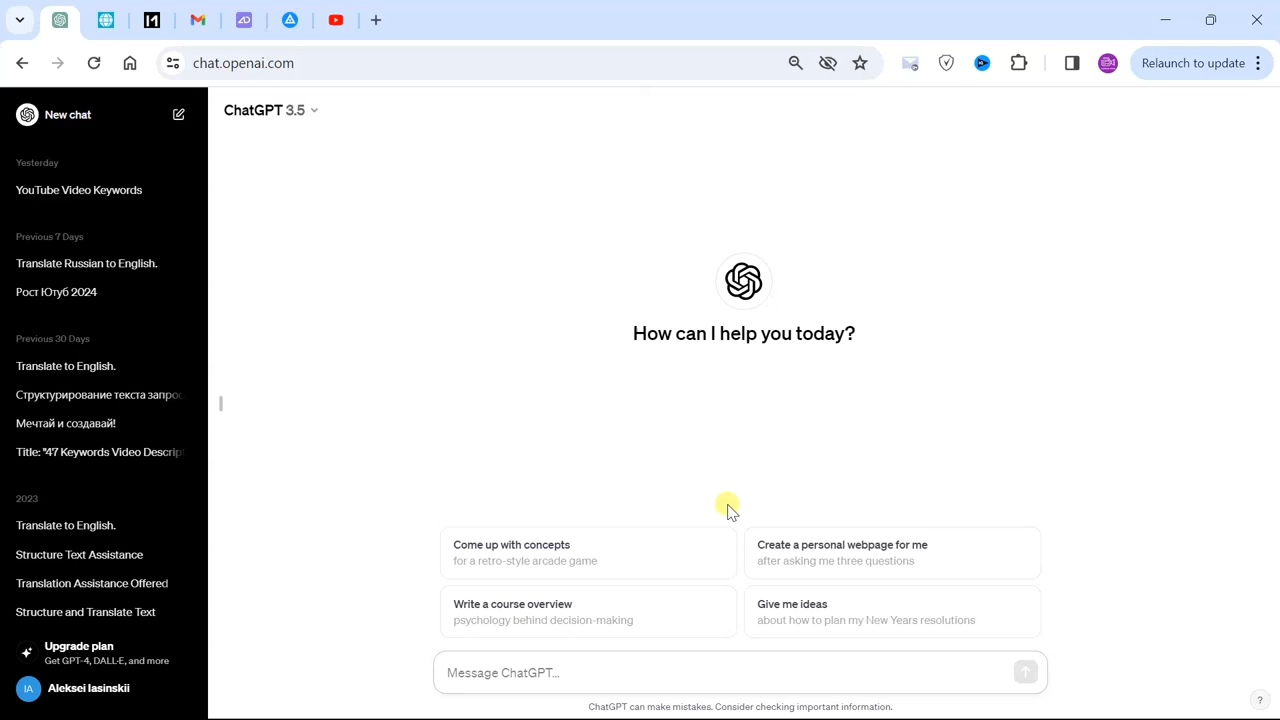 chat.openai.com
Relaunch to update
New chat
Yesterday
YouTube Video Keywords
Previous 7 Days
Translate Russian to English.
Рост Ютуб 2024
Previous 30 Days
Translate to English.
Структурирование текста запрос
Мечтай и создавай!
Title: "47 Keywords Video Descript
2023
Translate to English.
Structure Text Assistance
Translation Assistance Offered
Structure and Translate Text
Upgrade plan
Get GPT-4, DALL·E, and more
IA
Aleksei Iasinskii
ChatGPT 3.5
How can I help you today?
Come up with concepts
for a retro-style arcade game
Create a personal webpage for me
after asking me three questions
Write a course overview
psychology behind decision-making
Give me ideas
about how to plan my New Years resolutions
Message ChatGPT...
ChatGPT can make mistakes. Consider checking important information.
?